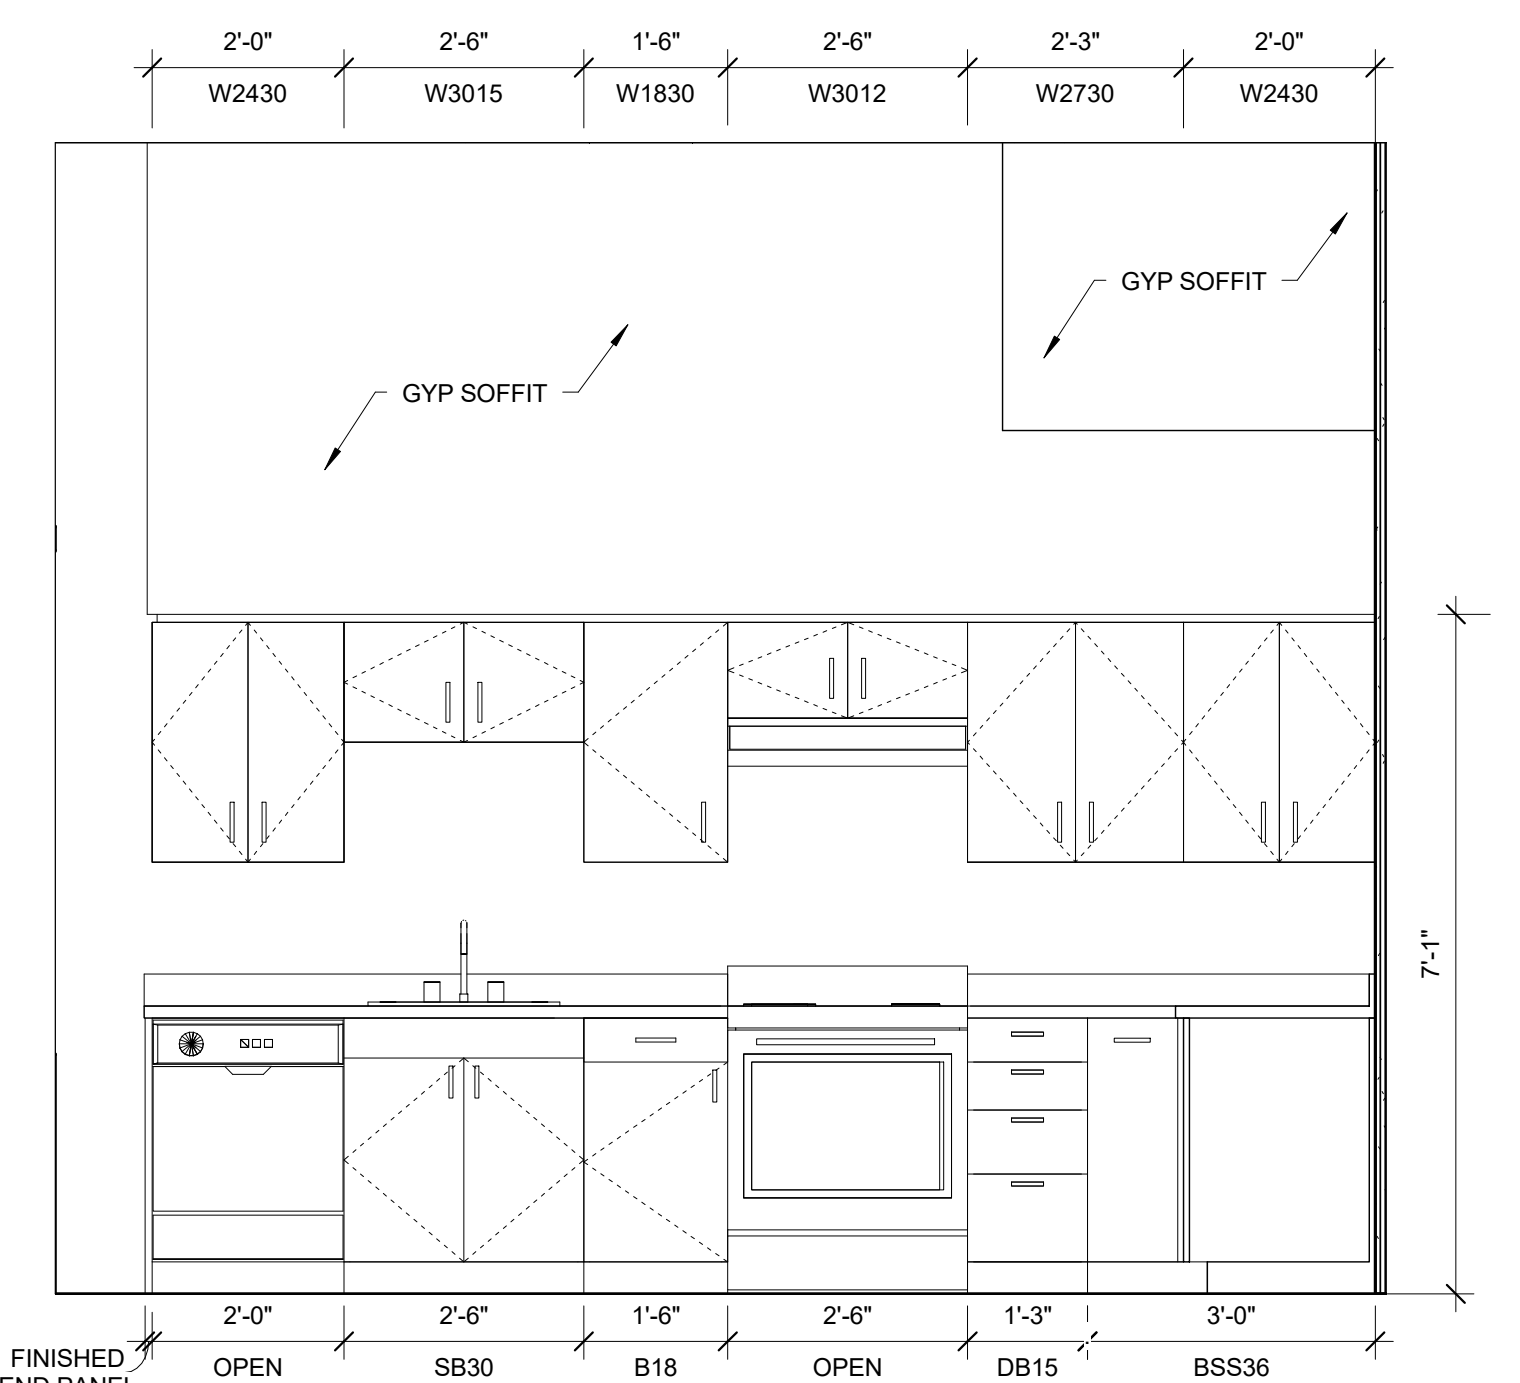 2'-0" 2'-6" 1'-6" 2'-6" 2'-3" 2'-0"
W2430 W3015 W1830 W3012 W2730 W2430
GYP SOFFIT
GYP SOFFIT
7'-1"
2'-0" 2'-6" 1'-6" 2'-6" 1'-3" 3'-0"
FINISHED
OPEN SB30 B18 OPEN DB15 BSS36
END PANEL